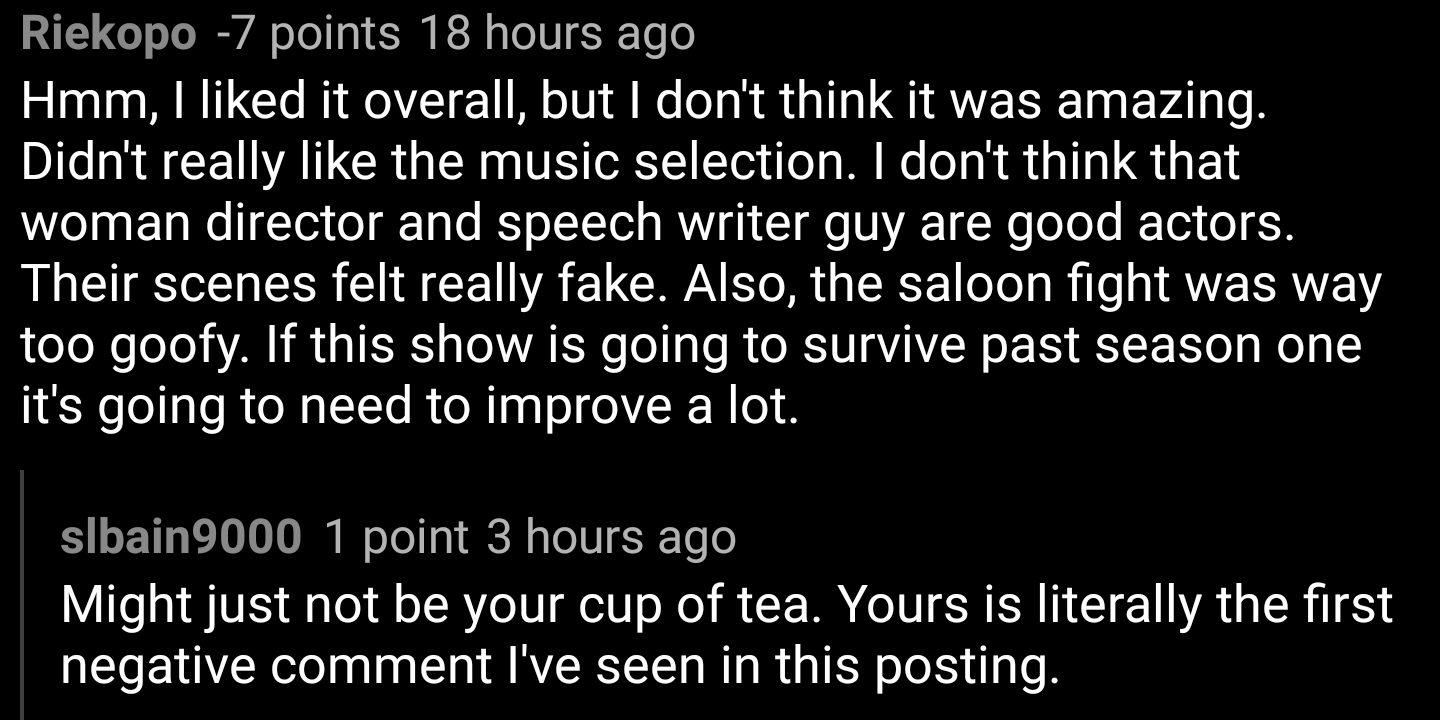 Riekopo -7 points 18 hours ago
Hmm, I liked it overall, but I don't think it was amazing.
Didn't really like the music selection. I don't think that
woman director and speech writer guy are good actors.
Their scenes felt really fake. Also, the saloon fight was way
too goofy. If this show is going to survive past season one
it's going to need to improve a lot.
slbain9000 1 point 3 hours ago
Might just not be your cup of tea. Yours is literally the first
negative comment I've seen in this posting.